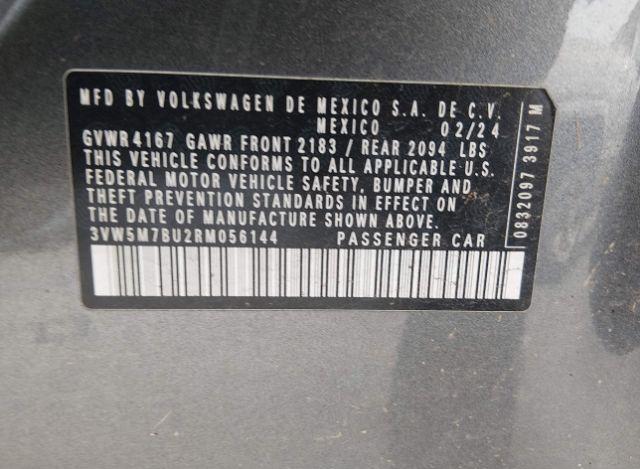 MFD BY VOLKSWAGEN DE MEXICO S.A. DE C.V.
MEXICO 02/24
GVWR 4167 GAWR FRONT 2183 / REAR 2094 LBS
THIS VEHICLE CONFORMS TO ALL APPLICABLE U.S.
FEDERAL MOTOR VEHICLE SAFETY, BUMPER AND
THEFT PREVENTION STANDARDS IN EFFECT ON
THE DATE OF MANUFACTURE SHOWN ABOVE.
3VW5M7BU2RM056144 PASSENGER CAR
0832097 3917 M